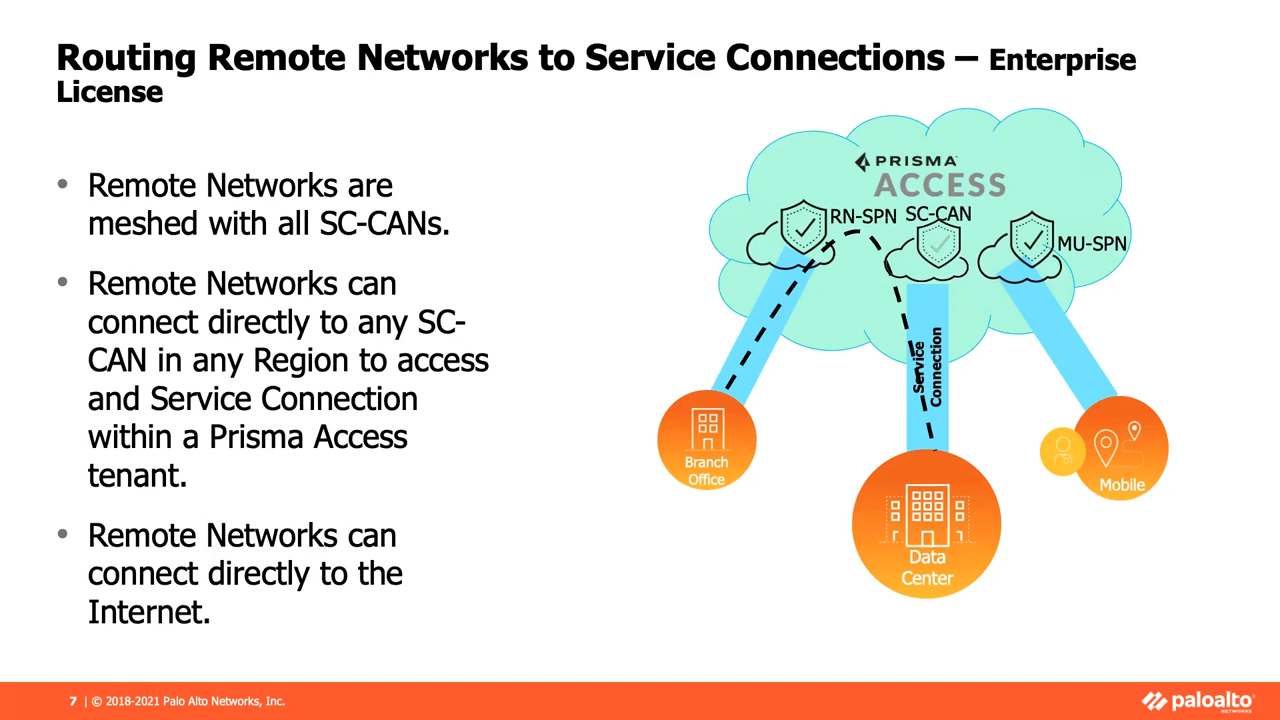 Routing Remote Networks to Service Connections – Enterprise
License
• Remote Networks are
meshed with all SC-CANs.
• Remote Networks can
connect directly to any SC-
CAN in any Region to access
and Service Connection
within a Prisma Access
tenant.
• Remote Networks can
connect directly to the
Internet.
PRISMA
ACCESS
RN-SPN
SC-CAN
MU-SPN
Service
Connection
Branch
Office
Data
Center
Mobile
7 | © 2018-2021 Palo Alto Networks, Inc.
paloalto
NETWORKS